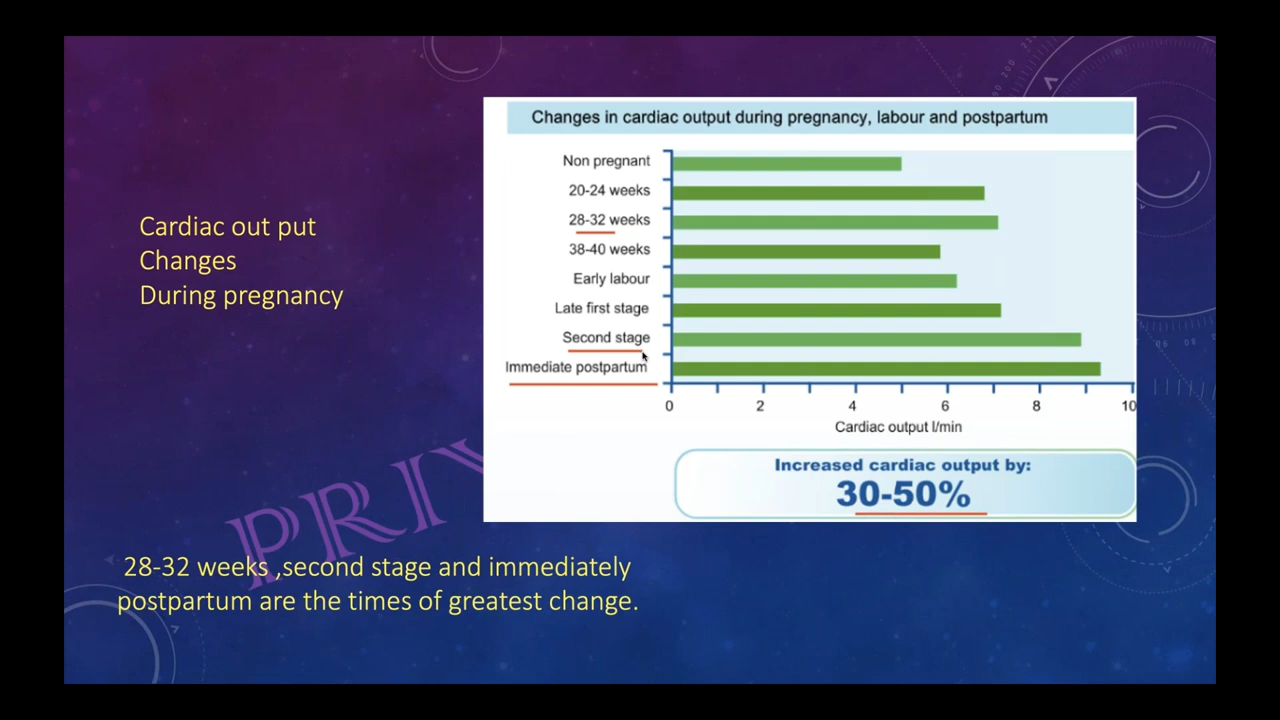 Changes in cardiac output during pregnancy, labour and postpartum
Non pregnant
20-24 weeks
28-32 weeks
38-40 weeks
Early labour
Late first stage
Second stage
Immediate postpartum
0 2 4 6 8 10
Cardiac output l/min
Increased cardiac output by:
30-50%
Cardiac out put
Changes
During pregnancy
PRIV
28-32 weeks ,second stage and immediately
postpartum are the times of greatest change.